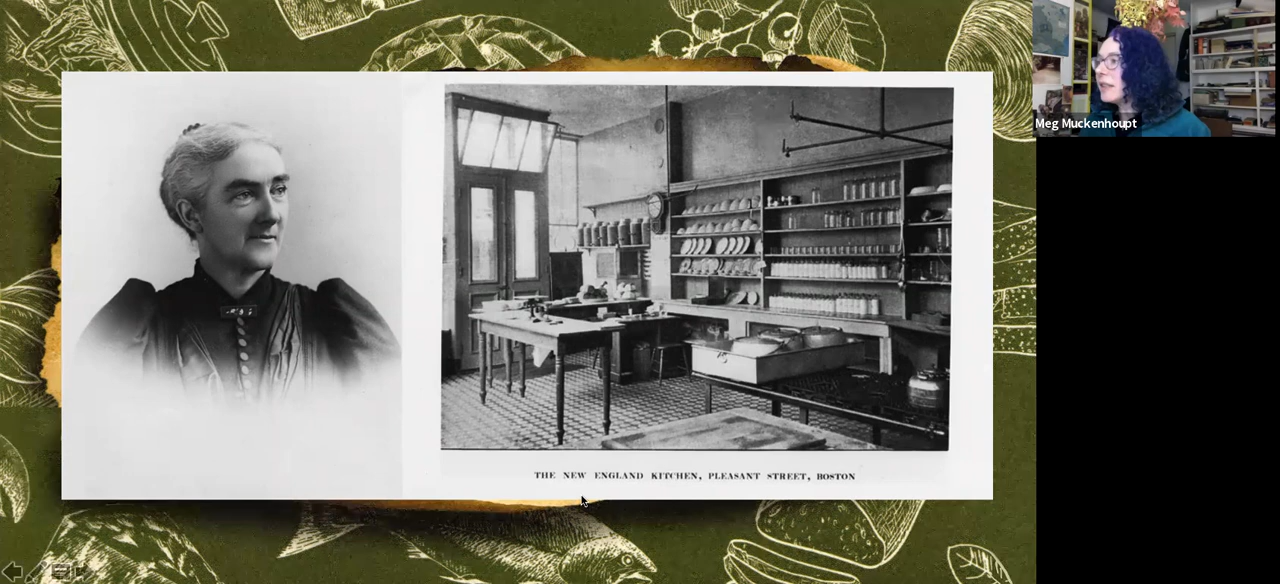 Meg Muckenhoupt
THE NEW ENGLAND KITCHEN, PLEASANT STREET, BOSTON